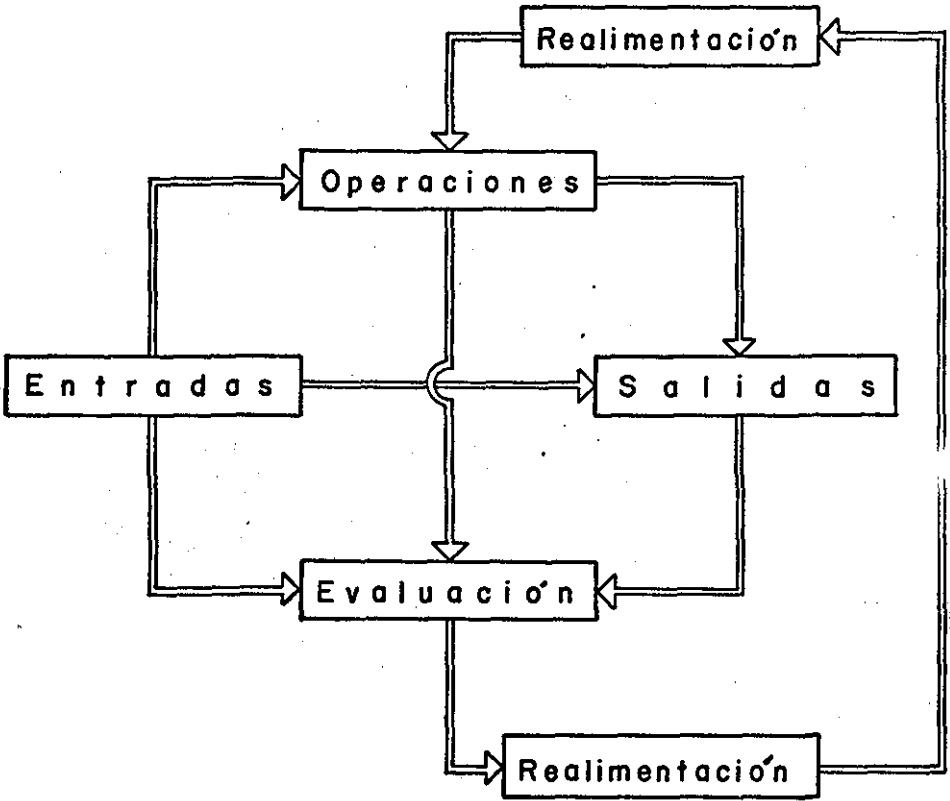 Realimentación
Operaciones
Entradas
Salidas
Evaluación
Realimentación